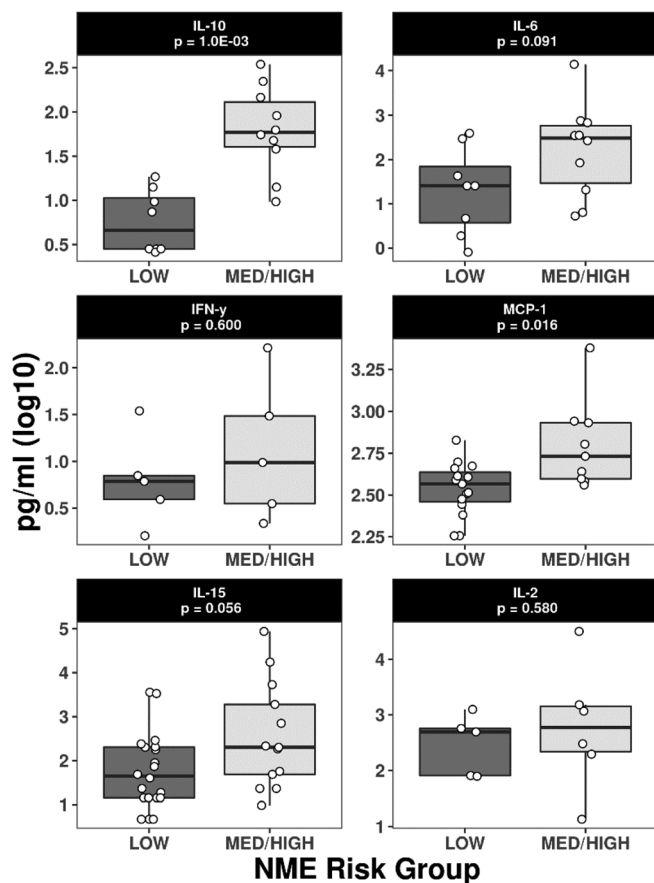 IL-10
p = 1.0E-03
2.5
2.0
1.5
1.0
0.5
LOW MED/HIGH
IL-6
p = 0.091
4
3
2
1
0
LOW MED/HIGH
IFN-y
p = 0.600
2.0
1.5
1.0
0.5
LOW MED/HIGH
MCP-1
p = 0.016
3.25
3.00
2.75
2.50
2.25
LOW MED/HIGH
IL-15
p = 0.056
5
4
3
2
1
LOW MED/HIGH
IL-2
p = 0.580
4
3
2
1
LOW MED/HIGH
pg/ml (log10)
NME Risk Group